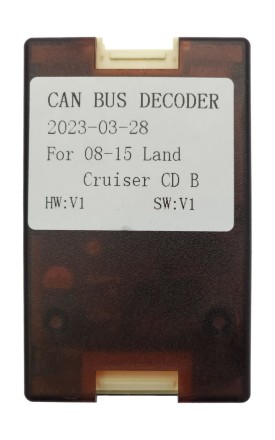 CAN BUS DECODER
2023-03-28
For 08-15 Land
Cruiser CD B
HW:V1 SW:V1